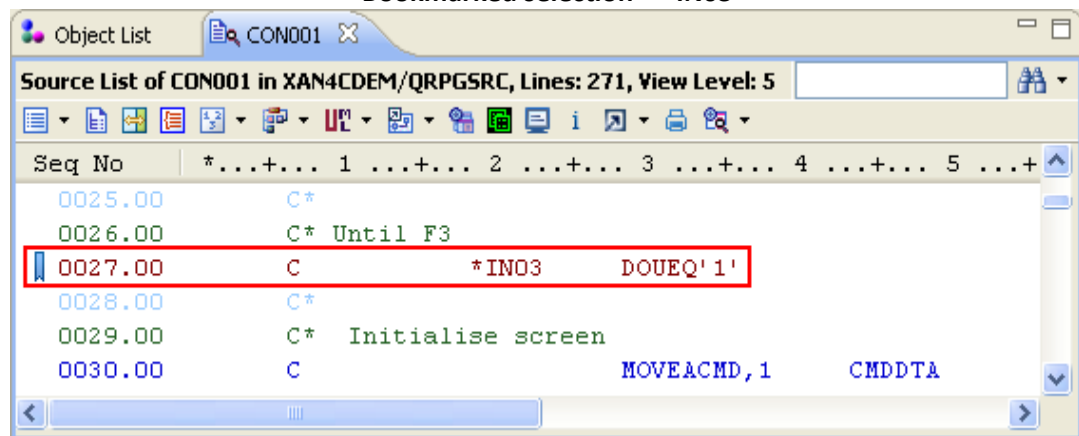 Object List CON001
Source List of CON001 in XAN4CDEM/QRPGSRC, Lines: 271, View Level: 5
Seq No *...+... 1 ...+... 2 ...+... 3 ...+... 4 ...+... 5 ...+
0025.00 C*
0026.00 C* Until F3
0027.00 C *IN03 DOUEQ'1'
0028.00 C*
0029.00 C* Initialise screen
0030.00 C MOVEACMD,1 CMDDTA